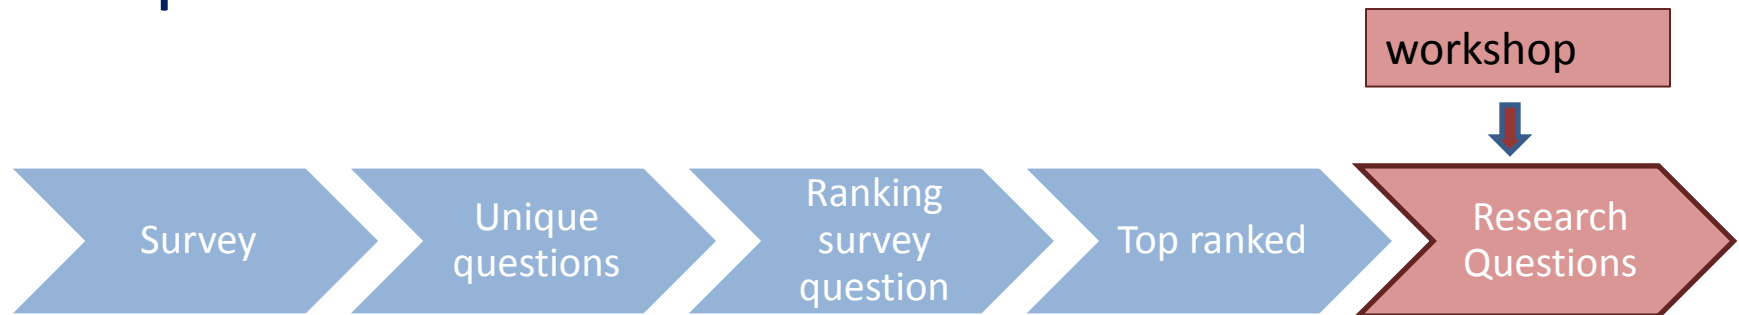 workshop
Survey
Unique
questions
Ranking
survey
question
Top ranked
Research
Questions